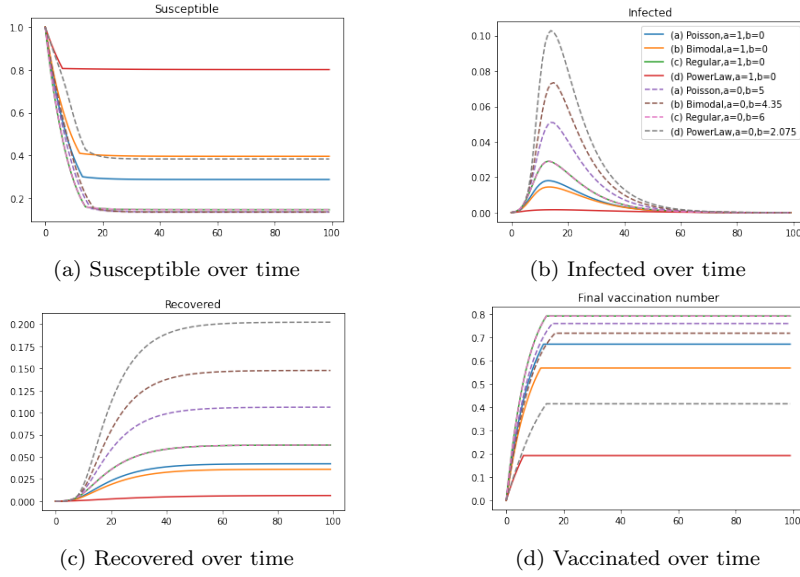 Susceptible
1.0
0.8
0.6
0.4
0.2
0 20 40 60 80 100
(a) Susceptible over time
Infected
0.10
0.08
0.06
0.04
0.02
0.00
0 20 40 60 80 100
(a) Poisson,a=1,b=0
(b) Bimodal,a=1,b=0
(c) Regular,a=1,b=0
(d) PowerLaw,a=1,b=0
(a) Poisson,a=0,b=5
(b) Bimodal,a=0,b=4.35
(c) Regular,a=0,b=6
(d) PowerLaw,a=0,b=2.075
(b) Infected over time
Recovered
0.200
0.175
0.150
0.125
0.100
0.075
0.050
0.025
0.000
0 20 40 60 80 100
(c) Recovered over time
Final vaccination number
0.8
0.7
0.6
0.5
0.4
0.3
0.2
0.1
0.0
0 20 40 60 80 100
(d) Vaccinated over time